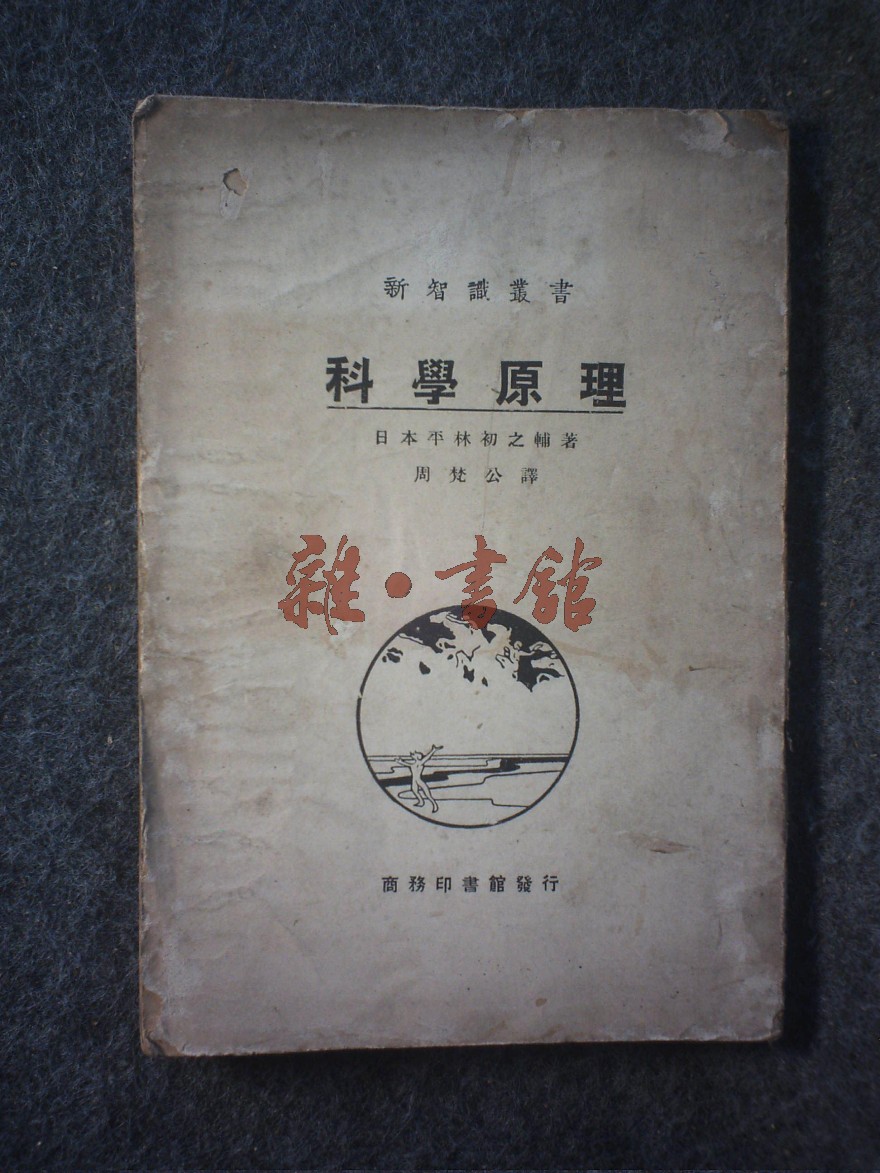 新智識叢書
科學原理
日本平林初之輔著
周梵公譯
雜·書館
商務印書館發行